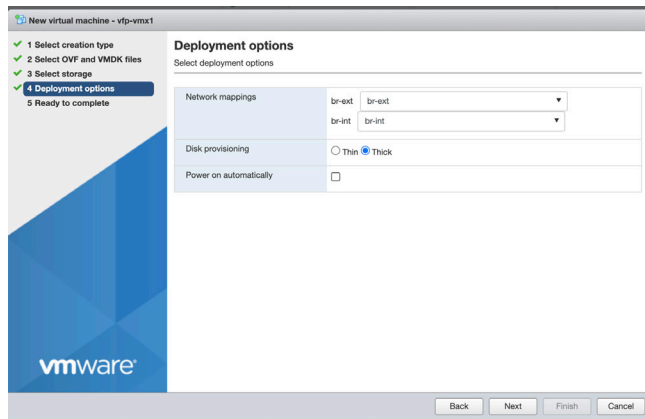 New virtual machine - vfp-vmx1
1 Select creation type
2 Select OVF and VMDK files
3 Select storage
4 Deployment options
5 Ready to complete
Deployment options
Select deployment options
Network mappings
br-ext br-ext
br-int br-int
Disk provisioning
Thin Thick
Power on automatically
vmware
Back Next Finish Cancel